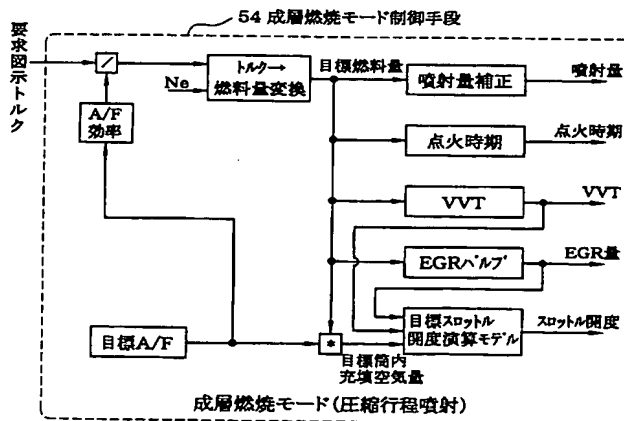 54 成層燃焼モード制御手段
要求図示トルク
/
Ne
トルク→
燃料量変換
目標燃料量
噴射量補正
噴射量
A/F
効率
点火時期
点火時期
VVT
VVT
EGRバルブ
EGR量
目標A/F
*
目標筒内
充填空気量
目標スロットル
開度演算モデル
スロットル開度
成層燃焼モード(圧縮行程噴射)